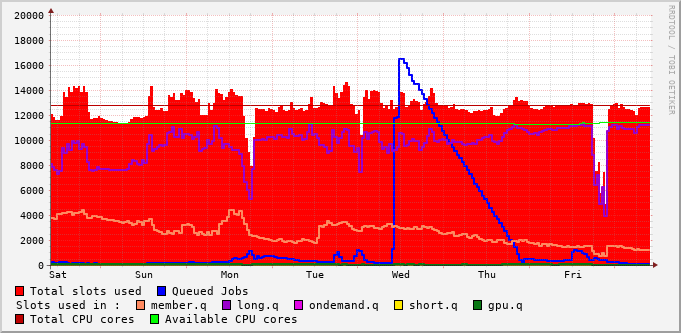 20000
18000
16000
14000
12000
10000
8000
6000
4000
2000
0
Sat Sun Mon Tue Wed Thu Fri
RRDTOOL / TOBI OETIKER
Total slots used Queued Jobs
Slots used in : member.q long.q ondemand.q short.q gpu.q
Total CPU cores Available CPU cores